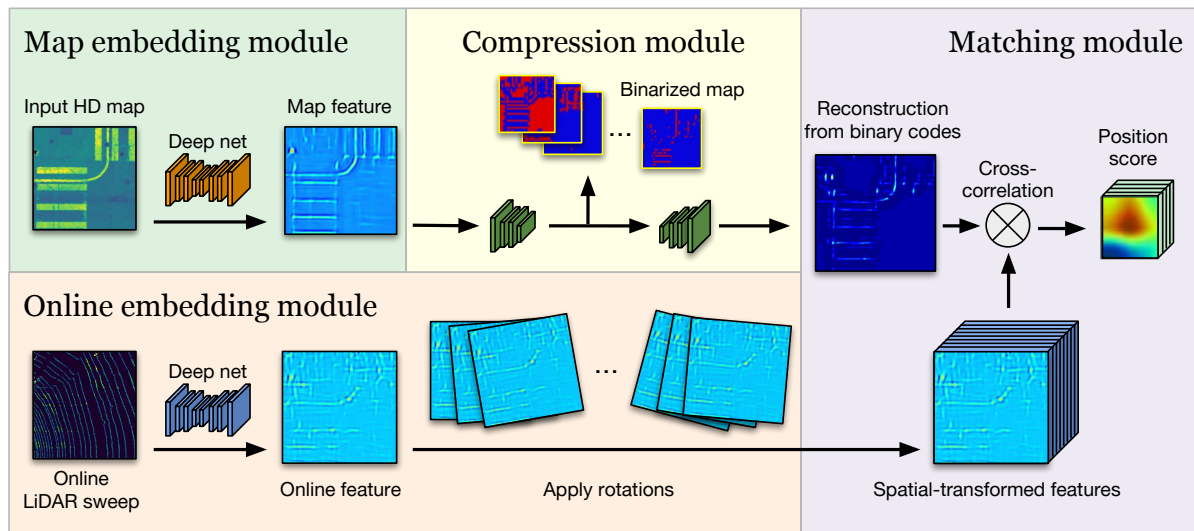 Map embedding module
Input HD map
Deep net
Map feature
Compression module
Binarized map
...
Matching module
Reconstruction
from binary codes
Cross-
correlation
Position
score
Online embedding module
Deep net
Online
LiDAR sweep
Online feature
...
Apply rotations
Spatial-transformed features